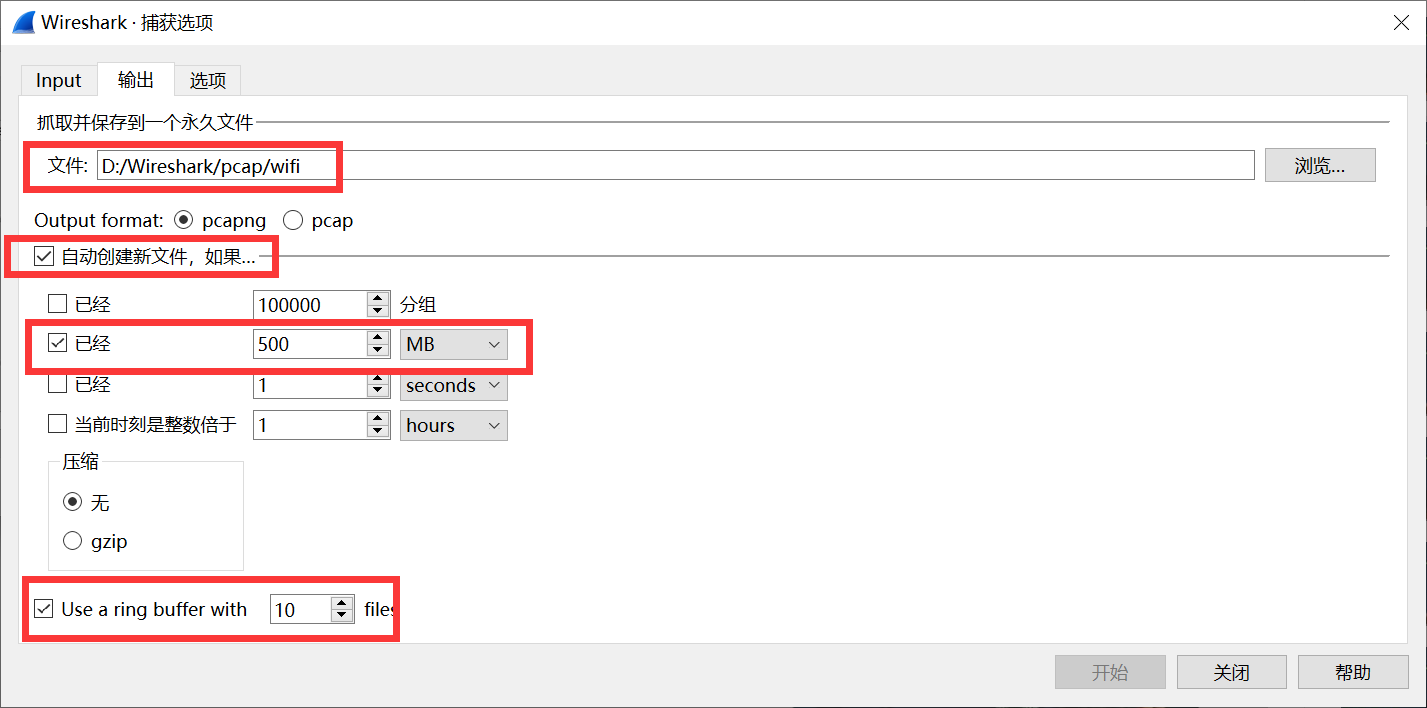 Wireshark · 捕获选项
Input 输出 选项
抓取并保存到一个永久文件
文件: D:/Wireshark/pcap/wifi 浏览...
Output format: pcapng pcap
自动创建新文件，如果...
已经 100000 分组
已经 500 MB
已经 1 seconds
当前时刻是整数倍于 1 hours
压缩
无
gzip
Use a ring buffer with 10 files
开始 关闭 帮助